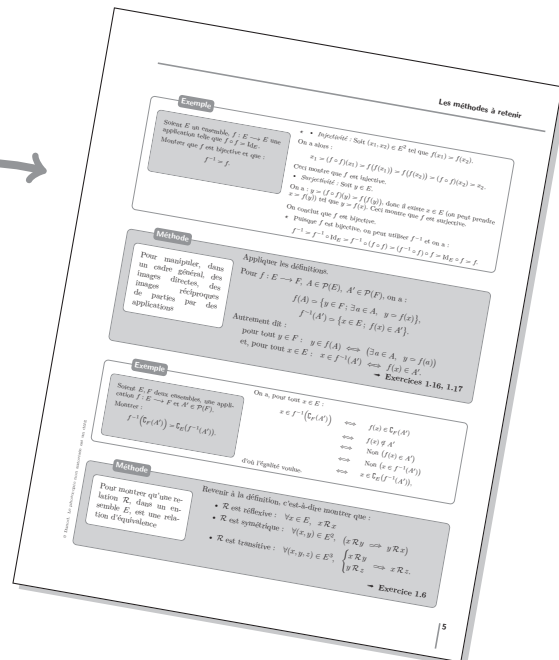 Les méthodes à retenir
Exemple
Soient E un ensemble, f : E ⟶ E une
application telle que f ∘ f = Id_E.
Montrer que f est bijective et que :
f⁻¹ = f.
• Injectivité : Soit (x₁, x₂) ∈ E² tel que f(x₁) = f(x₂).
On a alors :
x₁ = (f ∘ f)(x₁) = f(f(x₁)) = f(f(x₂)) = (f ∘ f)(x₂) = x₂.
Ceci montre que f est injective.
• Surjectivité : Soit y ∈ E.
On a : y = (f ∘ f)(y) = f(f(y)), donc il existe x ∈ E (on peut prendre
x = f(y)) tel que y = f(x). Ceci montre que f est surjective.
On conclut que f est bijective.
• Puisque f est bijective, on peut utiliser f⁻¹ et on a :
f⁻¹ = f⁻¹ ∘ Id_E = f⁻¹ ∘ (f ∘ f) = (f⁻¹ ∘ f) ∘ f = Id_E ∘ f = f.
Méthode
Pour manipuler, dans
un cadre général, des
images directes, des
images réciproques
de parties par des
applications
Appliquer les définitions.
Pour f : E ⟶ F, A ∈ P(E), A′ ∈ P(F), on a :
f(A) = {y ∈ F ; ∃ a ∈ A, y = f(a)},
f⁻¹(A′) = {x ∈ E ; f(x) ∈ A′}.
Autrement dit :
pour tout y ∈ F : y ∈ f(A) ⟺ (∃ a ∈ A, y = f(a))
et, pour tout x ∈ E : x ∈ f⁻¹(A′) ⟺ f(x) ∈ A′.
➟ Exercices 1.16, 1.17
Exemple
Soient E, F deux ensembles, une appli-
cation f : E ⟶ F et A′ ∈ P(F).
Montrer :
f⁻¹(∁_F(A′)) = ∁_E(f⁻¹(A′)).
On a, pour tout x ∈ E :
x ∈ f⁻¹(∁_F(A′)) ⟺ f(x) ∈ ∁_F(A′)
⟺ f(x) ∉ A′
⟺ Non (f(x) ∈ A′)
⟺ Non (x ∈ f⁻¹(A′))
⟺ x ∈ ∁_E(f⁻¹(A′)),
d'où l'égalité voulue.
Méthode
Pour montrer qu'une re-
lation R, dans un en-
semble E, est une rela-
tion d'équivalence
Revenir à la définition, c'est-à-dire montrer que :
• R est réflexive : ∀x ∈ E, x R x
• R est symétrique : ∀(x, y) ∈ E², (x R y ⟹ y R x)
• R est transitive : ∀(x, y, z) ∈ E³, { x R y
y R z ⟹ x R z.
➟ Exercice 1.6
© Dunod. La photocopie non autorisée est un délit.
5